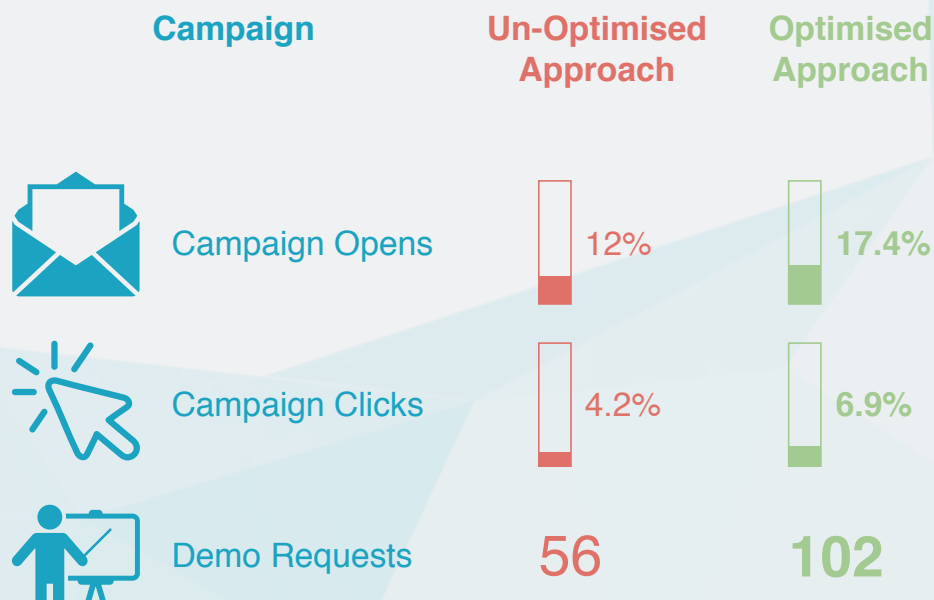 Campaign
Un-Optimised
Approach
Optimised
Approach
Campaign Opens
12%
17.4%
Campaign Clicks
4.2%
6.9%
Demo Requests
56
102